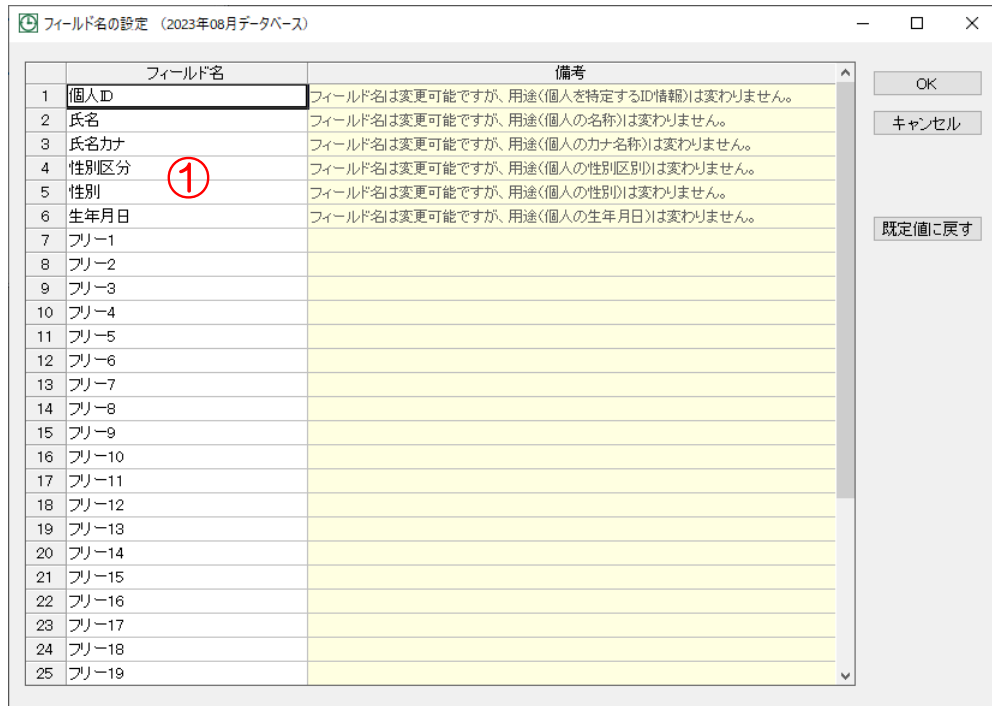 フィールド名の設定 （2023年08月データベース）
フィールド名 備考
1 個人ID フィールド名は変更可能ですが、用途(個人を特定するID情報)は変わりません。
2 氏名 フィールド名は変更可能ですが、用途(個人の名称)は変わりません。
3 氏名カナ フィールド名は変更可能ですが、用途(個人のカナ名称)は変わりません。
4 性別区分 フィールド名は変更可能ですが、用途(個人の性別区別)は変わりません。
①
5 性別 フィールド名は変更可能ですが、用途(個人の性別)は変わりません。
6 生年月日 フィールド名は変更可能ですが、用途(個人の生年月日)は変わりません。
7 フリー1
8 フリー2
9 フリー3
10 フリー4
11 フリー5
12 フリー6
13 フリー7
14 フリー8
15 フリー9
16 フリー10
17 フリー11
18 フリー12
19 フリー13
20 フリー14
21 フリー15
22 フリー16
23 フリー17
24 フリー18
25 フリー19
OK
キャンセル
既定値に戻す